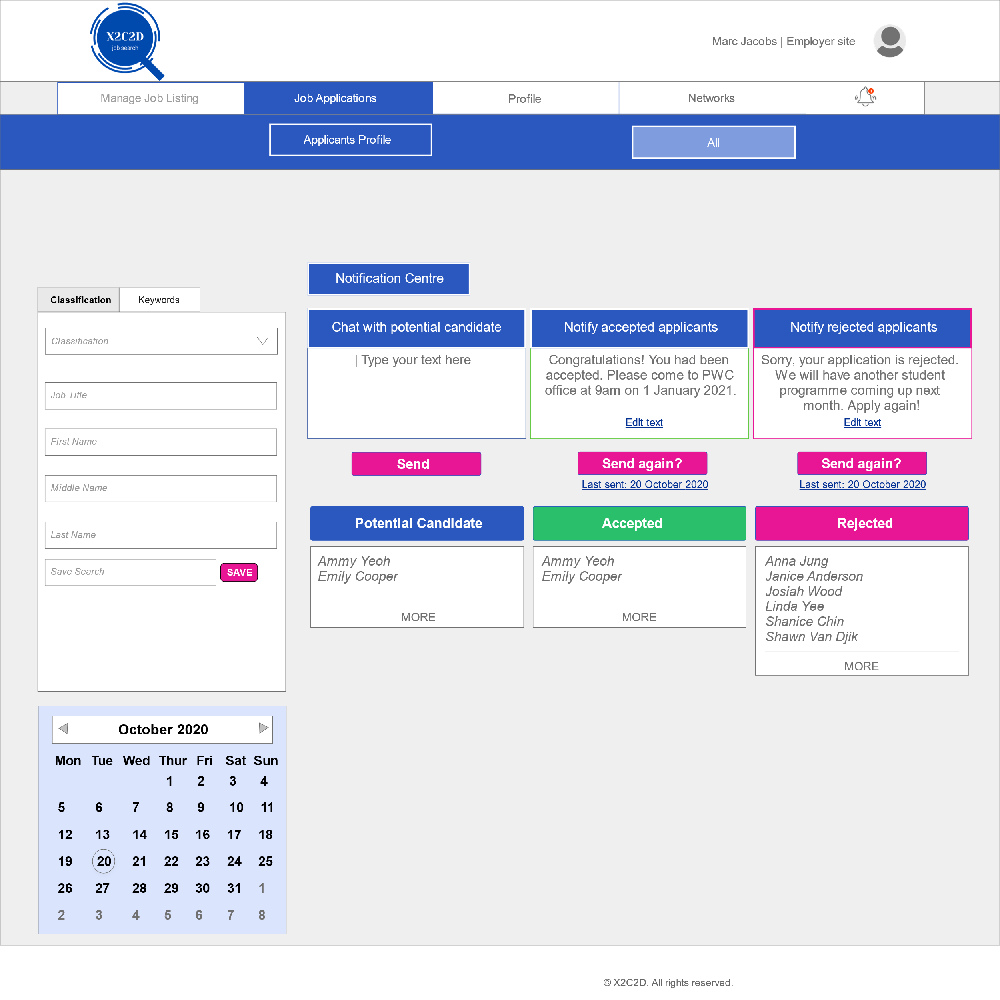 X2C2D
job search
Marc Jacobs | Employer site
Manage Job Listing
Job Applications
Profile
Networks
1
Applicants Profile
All
Notification Centre
Classification
Keywords
Classification
Job Title
First Name
Middle Name
Last Name
Save Search
SAVE
Chat with potential candidate
| Type your text here
Send
Notify accepted applicants
Congratulations! You had been
accepted. Please come to PWC
office at 9am on 1 January 2021.
Edit text
Send again?
Last sent: 20 October 2020
Notify rejected applicants
Sorry, your application is rejected.
We will have another student
programme coming up next
month. Apply again!
Edit text
Send again?
Last sent: 20 October 2020
Potential Candidate
Ammy Yeoh
Emily Cooper
MORE
Accepted
Ammy Yeoh
Emily Cooper
MORE
Rejected
Anna Jung
Janice Anderson
Josiah Wood
Linda Yee
Shanice Chin
Shawn Van Djik
MORE
October 2020
Mon Tue Wed Thur Fri Sat Sun
1 2 3 4
5 6 7 8 9 10 11
12 13 14 15 16 17 18
19 20 21 22 23 24 25
26 27 28 29 30 31 1
2 3 4 5 6 7 8
© X2C2D. All rights reserved.